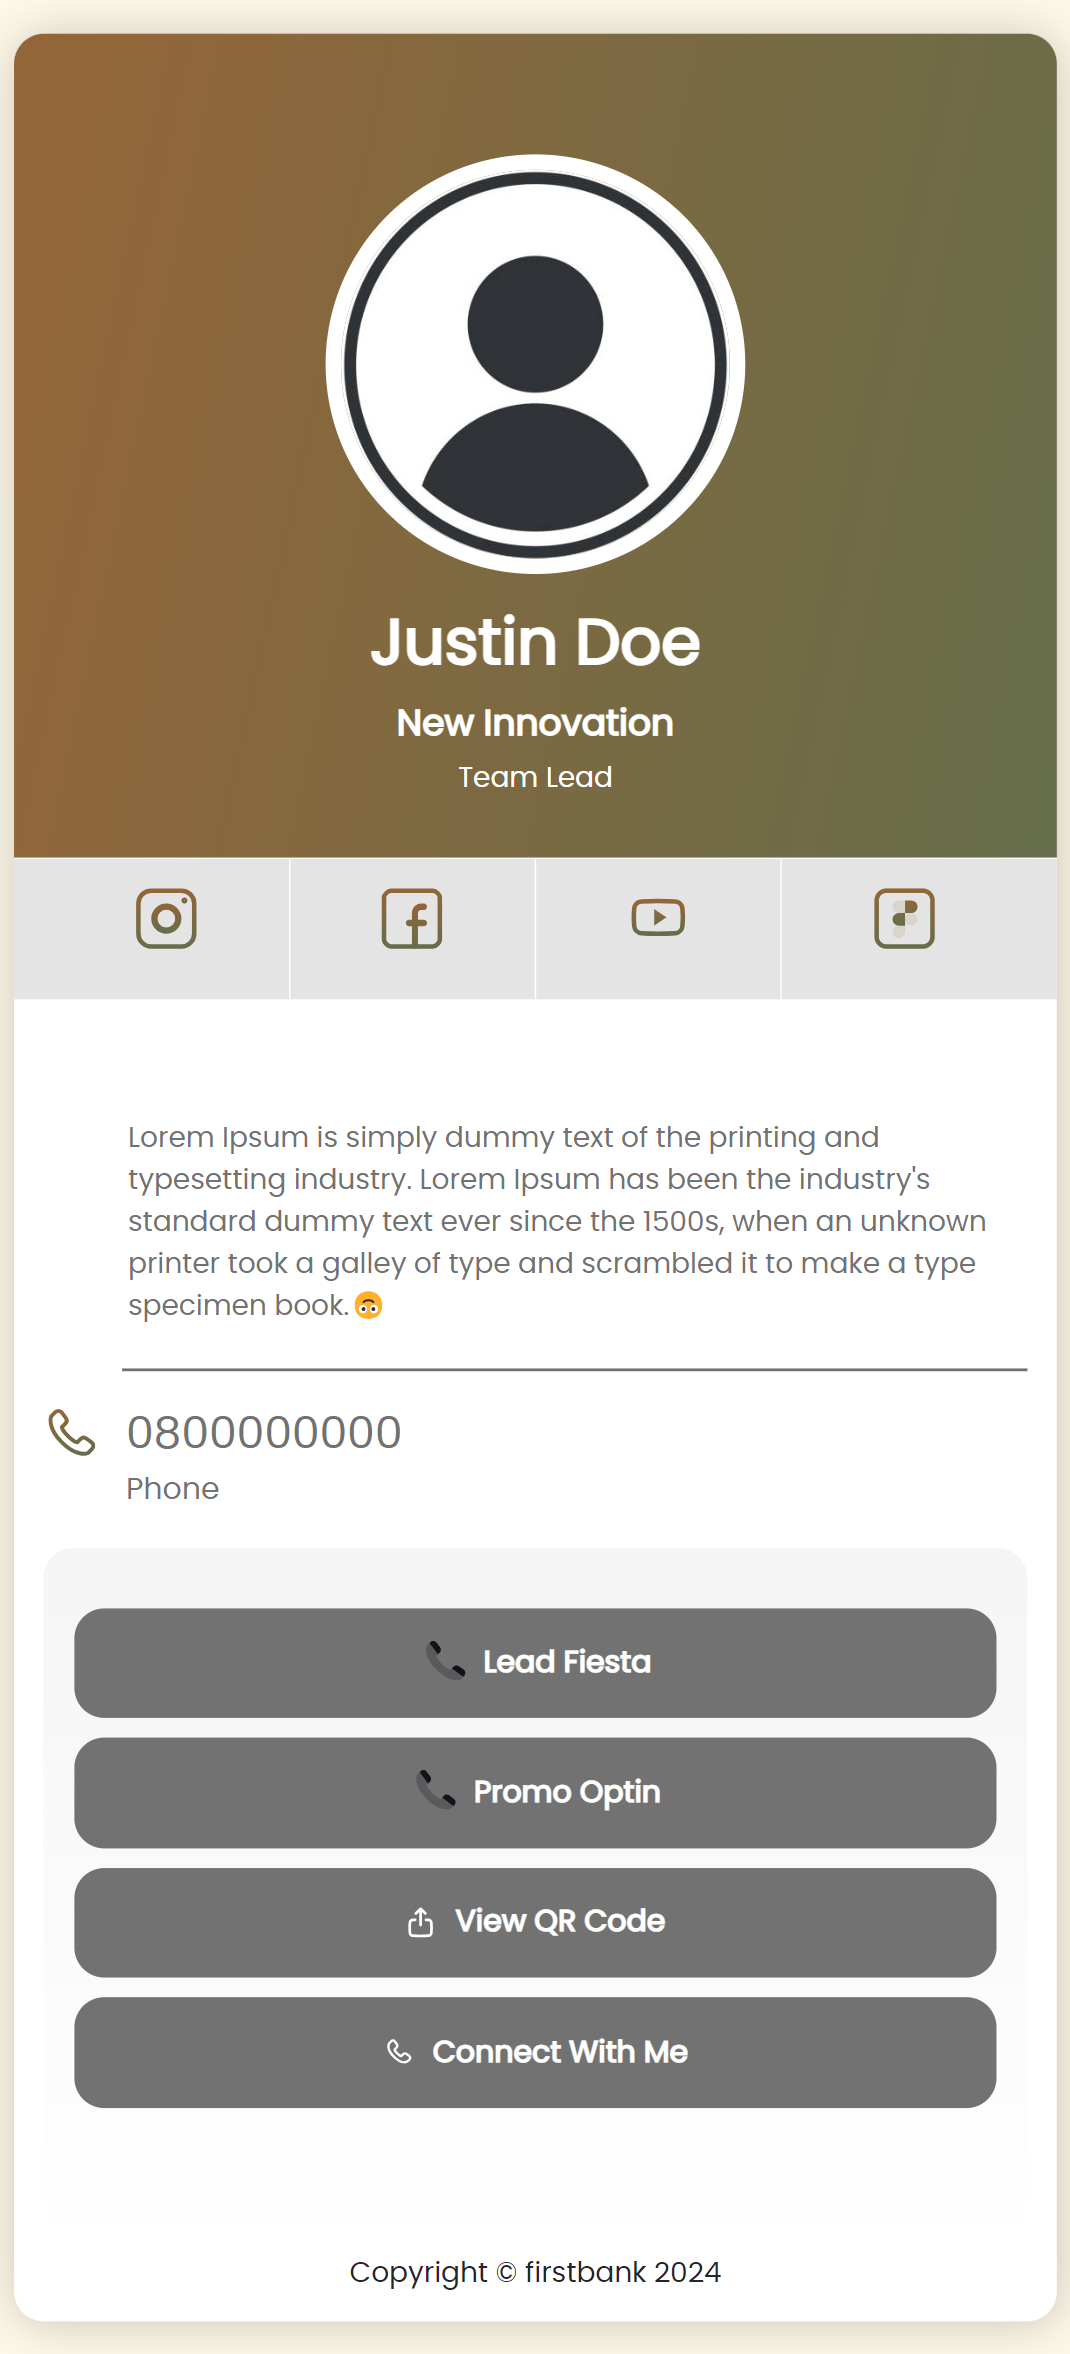 Justin Doe
New Innovation
Team Lead
Lorem Ipsum is simply dummy text of the printing and
typesetting industry. Lorem Ipsum has been the industry's
standard dummy text ever since the 1500s, when an unknown
printer took a galley of type and scrambled it to make a type
specimen book. 🙃
0800000000
Phone
Lead Fiesta
Promo Optin
View QR Code
Connect With Me
Copyright © firstbank 2024